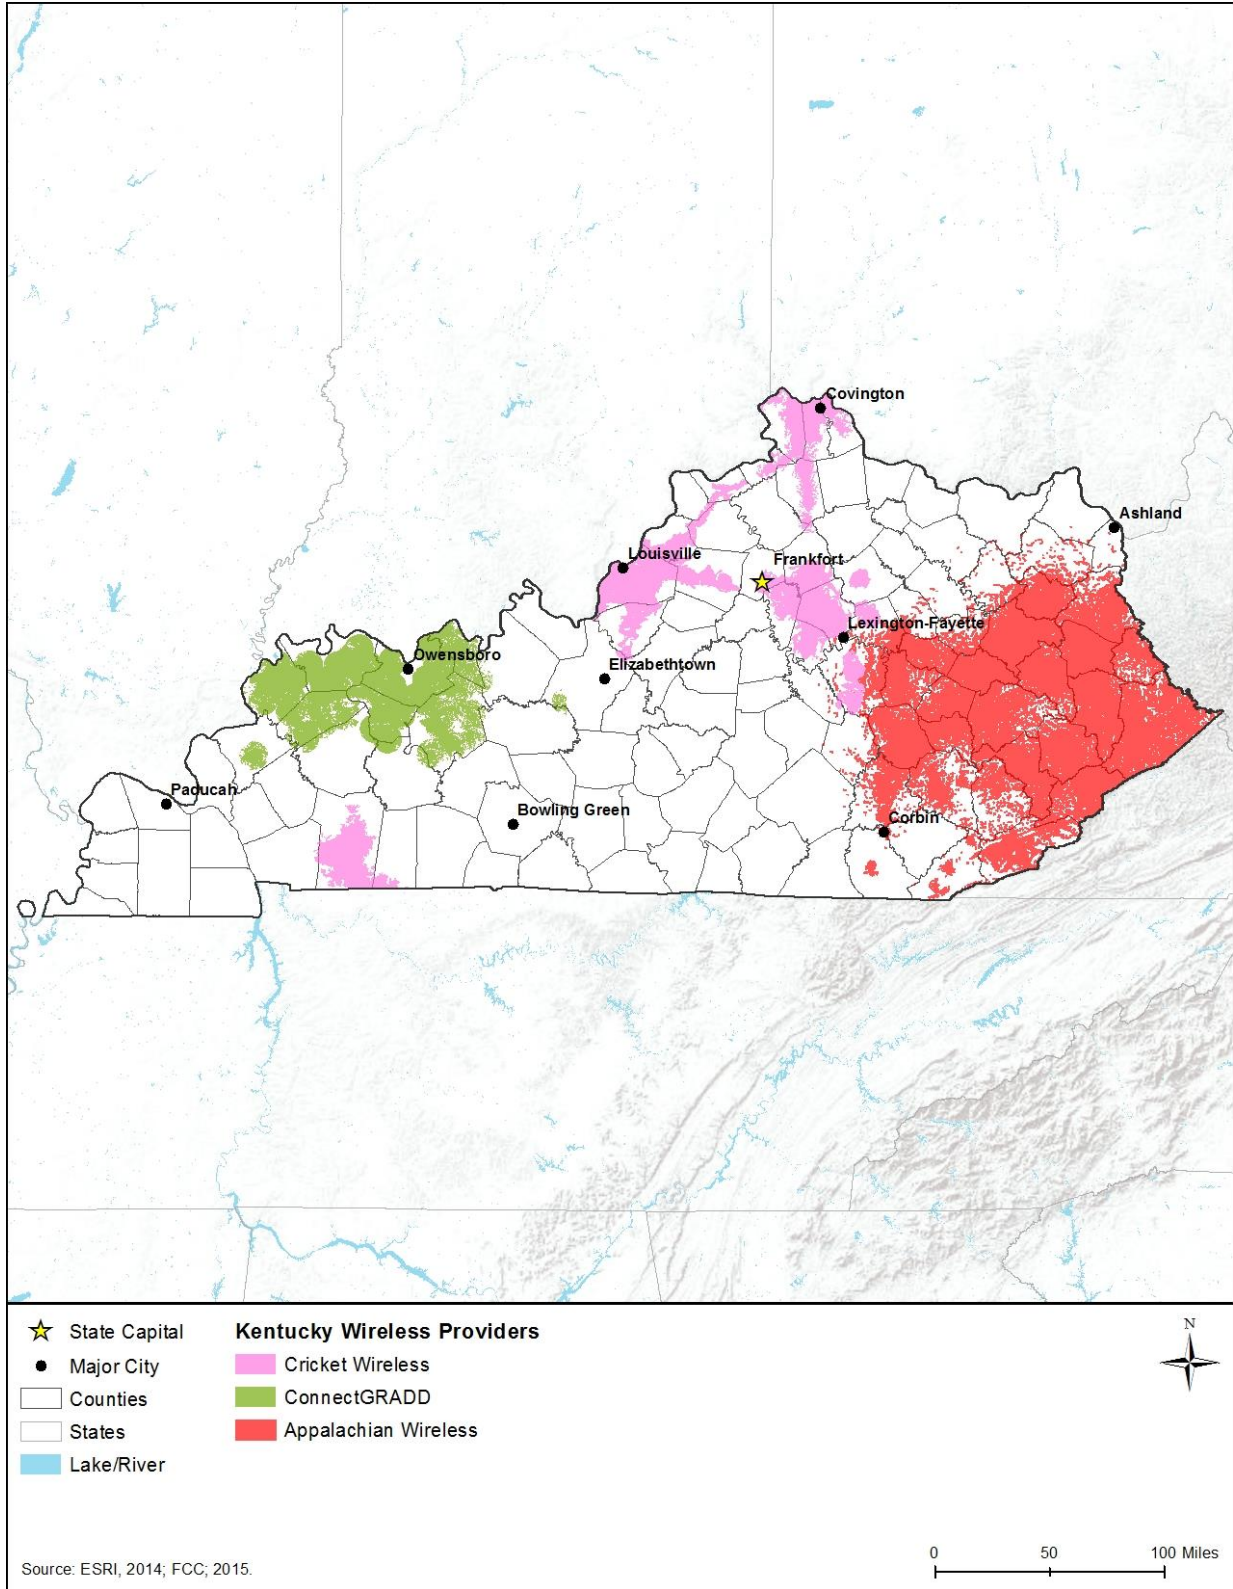 Covington
Ashland
Louisville
Frankfort
Lexington-Fayette
Owensboro
Elizabethtown
Paducah
Bowling Green
Corbin
State Capital
Major City
Counties
States
Lake/River
Kentucky Wireless Providers
Cricket Wireless
ConnectGRADD
Appalachian Wireless
N
Source: ESRI, 2014; FCC; 2015.
0 50 100 Miles